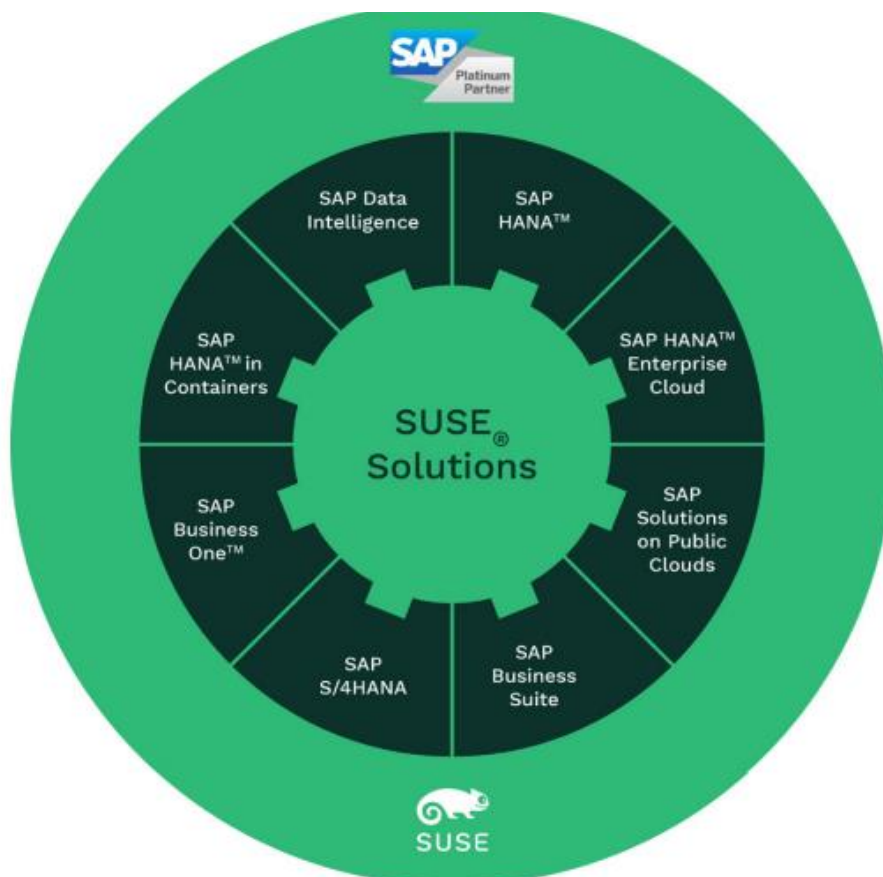 SAP
Platinum
Partner
SAP Data
Intelligence
SAP
HANA™
SAP
HANA™ in
Containers
SAP HANA™
Enterprise
Cloud
SUSE®
Solutions
SAP
Business
One™
SAP
Solutions
on Public
Clouds
SAP
S/4HANA
SAP
Business
Suite
SUSE